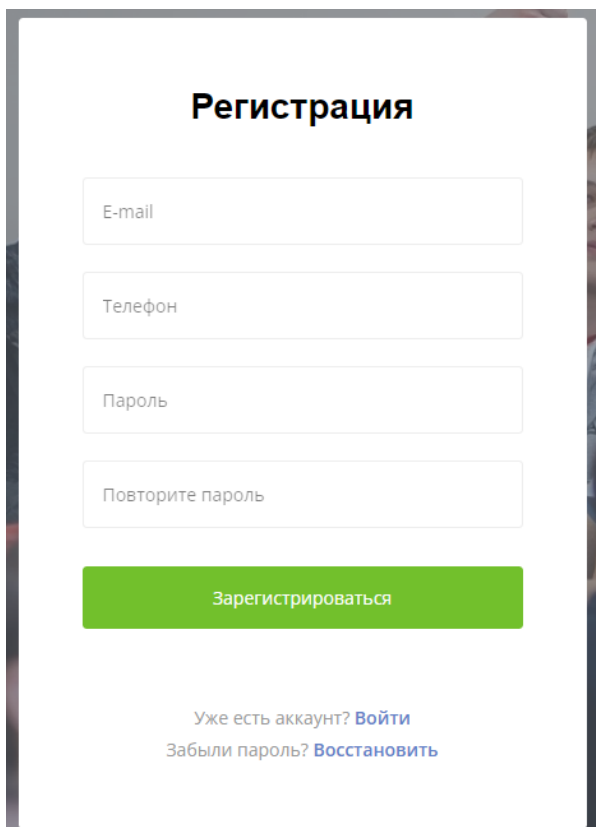 Регистрация
E-mail
Телефон
Пароль
Повторите пароль
Зарегистрироваться
Уже есть аккаунт? Войти
Забыли пароль? Восстановить